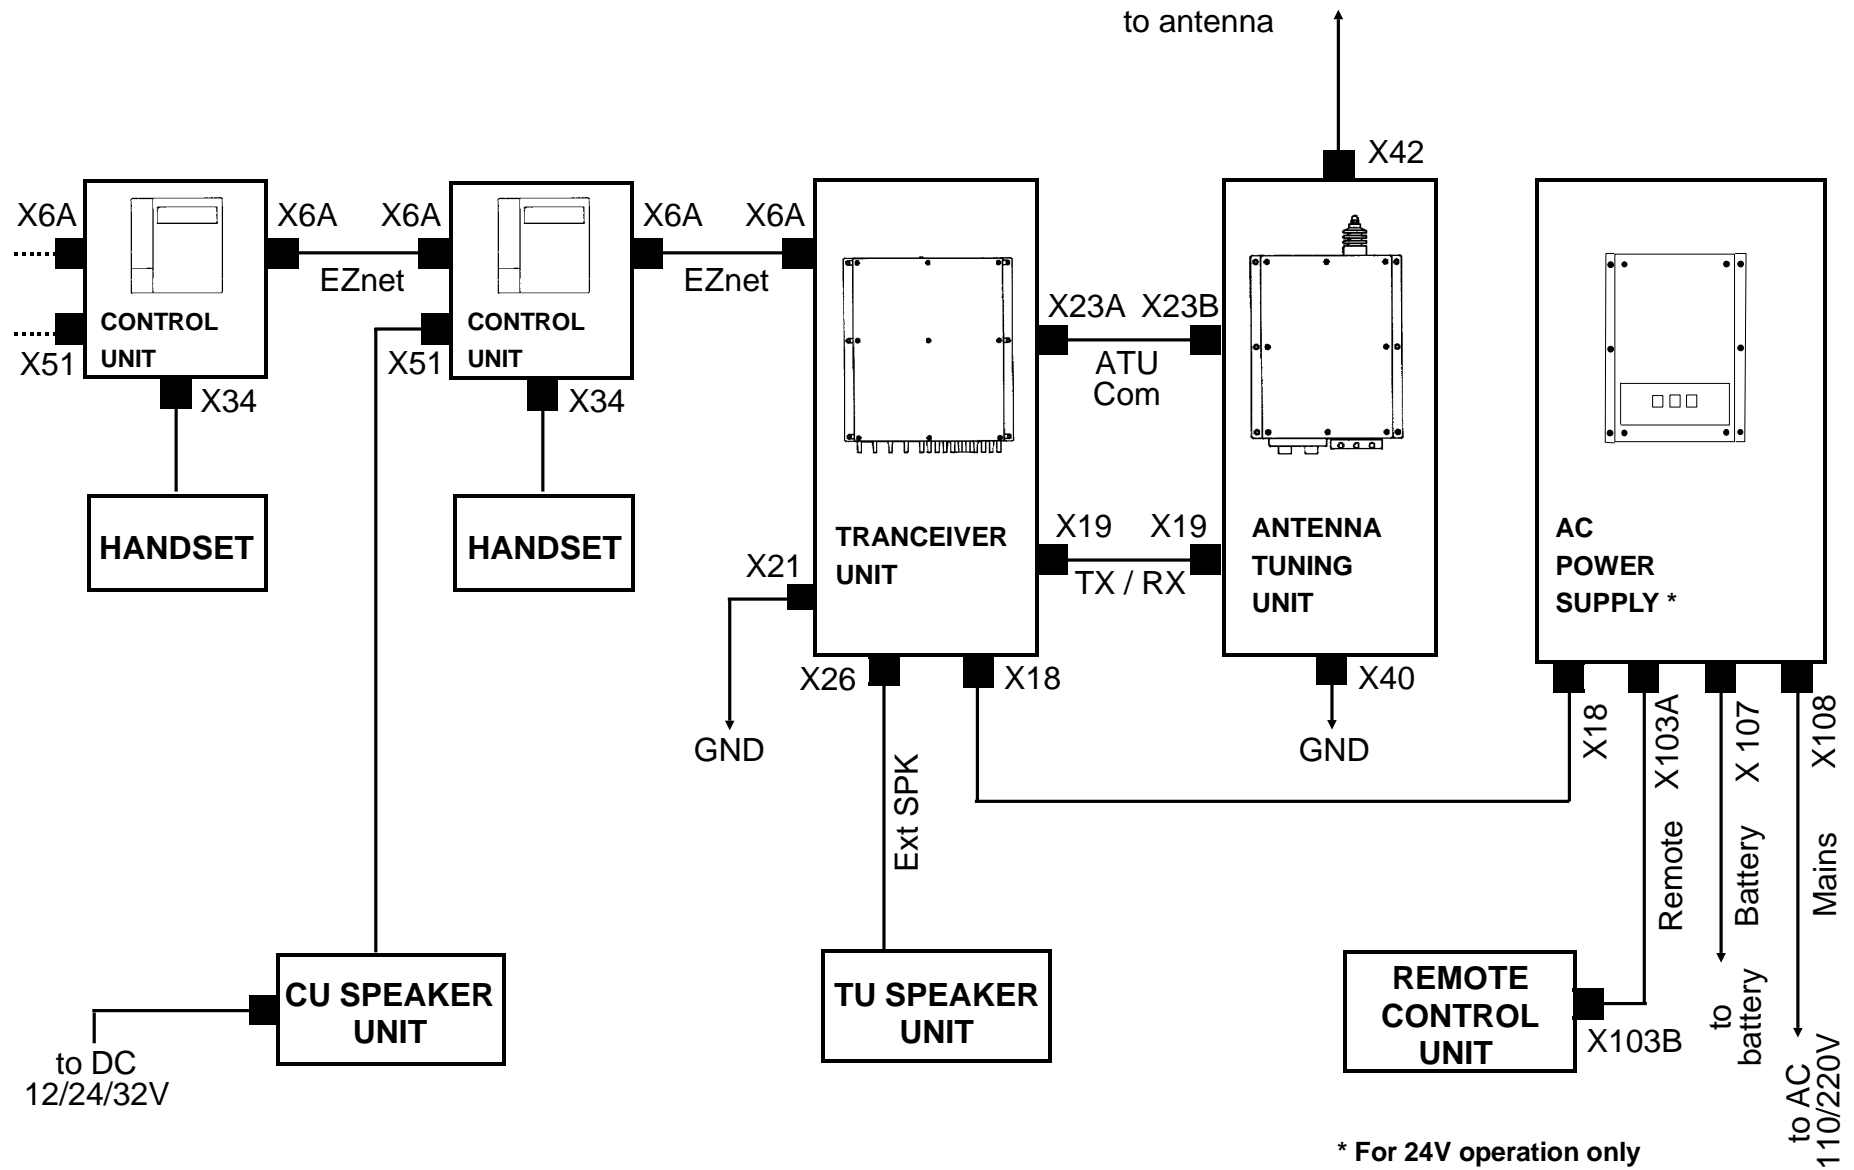 to antenna
X42
X6A
X6A
X6A
X6A
X6A
EZnet
EZnet
CONTROL
UNIT
CONTROL
UNIT
X51
X51
X34
X34
X23A
X23B
ATU
Com
HANDSET
HANDSET
TRANCEIVER
UNIT
X19
X19
TX / RX
ANTENNA
TUNING
UNIT
AC
POWER
SUPPLY *
X21
GND
X26
X18
X40
GND
X18
X103A
X 107
X108
Ext SPK
Remote
Battery
Mains
CU SPEAKER
UNIT
to DC
12/24/32V
TU SPEAKER
UNIT
REMOTE
CONTROL
UNIT
X103B
to
battery
to AC
110/220V
* For 24V operation only